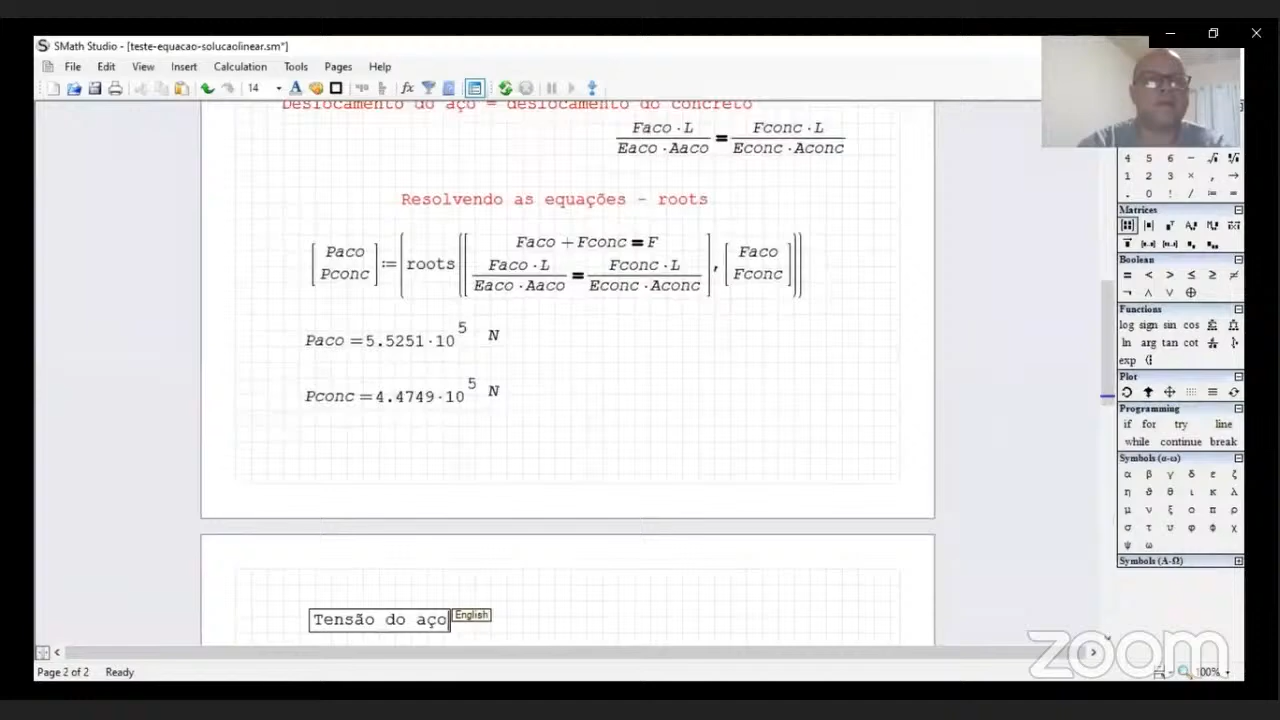 SMath Studio - [teste-equacao-solucaolinear.sm*]
File Edit View Insert Calculation Tools Pages Help
14
Deslocamento do aço = deslocamento do concreto
Faco·L / Eaco·Aaco = Fconc·L / Econc·Aconc
Resolvendo as equações - roots
[Paco Pconc] := (roots([Faco+Fconc=F Faco·L / Eaco·Aaco = Fconc·L / Econc·Aconc], [Faco Fconc]))
Paco=5.5251·10^5 N
Pconc=4.4749·10^5 N
Tensão do aço
English
4 5 6 −
1 2 3 × , →
. 0 ! / := =
Matrices
Boolean
= < > ≤ ≥ ≠
¬ ∧ ∨ ⊕
Functions
log sign sin cos
ln arg tan cot
exp
Plot
Programming
if for try line
while continue break
Symbols (α-ω)
α β γ δ ε ζ
η ϑ θ ι κ λ
μ ν ξ ο π ρ
σ τ υ φ ϕ χ
ψ ω
Symbols (Α-Ω)
zoom
Page 2 of 2 Ready
100%